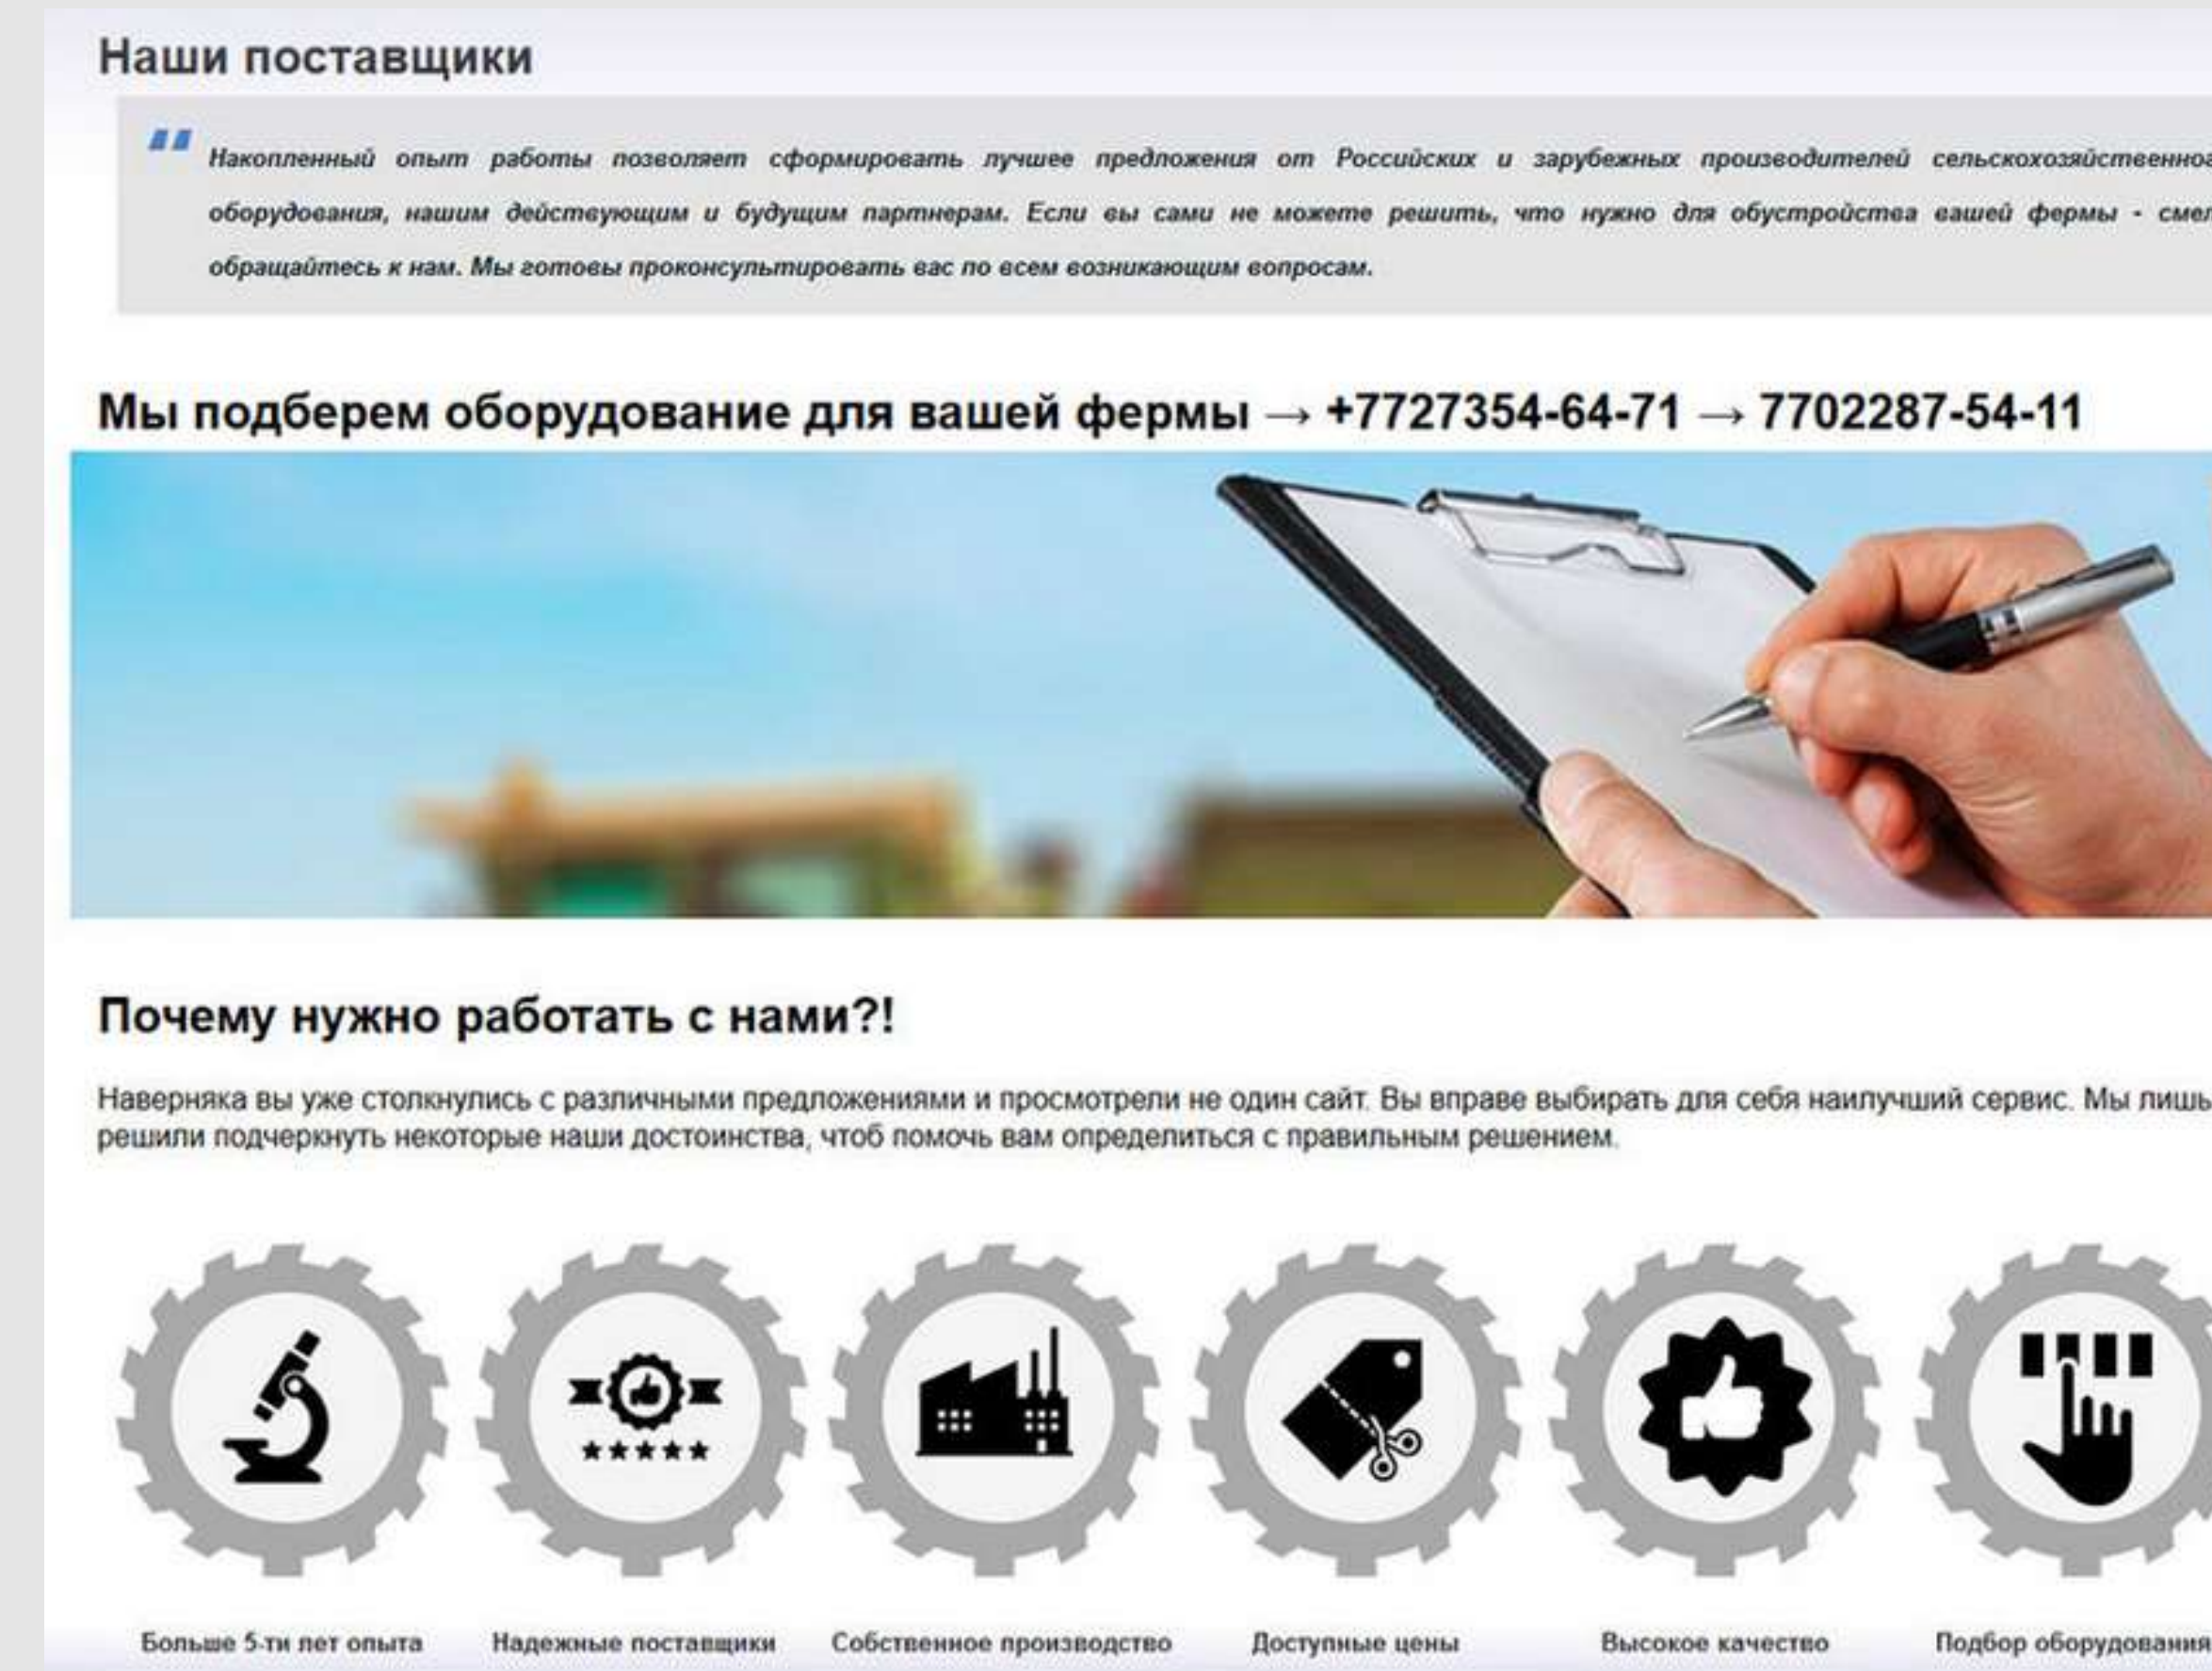 Наши поставщики
Накопленный опыт работы позволяет сформировать лучшее предложения от Российских и зарубежных производителей
оборудования, нашим действующим и будущим партнерам. Если вы сами не можете решить, что нужно для обустройства вашей фермы -
обращайтесь к нам. Мы готовы проконсультировать вас по всем возникающим вопросам.
Мы подберем оборудование для вашей фермы → +7727354-64-71 → 7702287-54-11
Почему нужно работать с нами?!
Наверняка вы уже столкнулись с различными предложениями и просмотрели не один сайт. Вы вправе выбирать для себя наилучший сервис. Мы лишь
решили подчеркнуть некоторые наши достоинства, чтоб помочь вам определиться с правильным решением.
Больше 5-ти лет опыта
Надежные поставщики
Собственное производство
Доступные цены
Высокое качество
Подбор оборудования